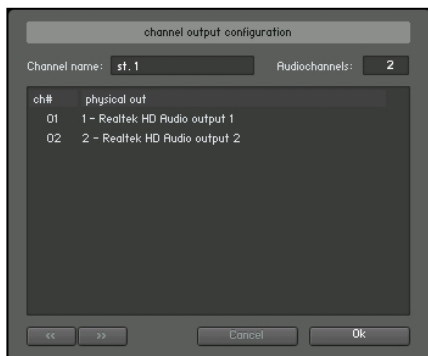 channel output configuration
Channel name: st.1 Audiochannels: 2
ch# physical out
01 1 - Realtek HD Audio output 1
02 2 - Realtek HD Audio output 2
<< >> Cancel Ok